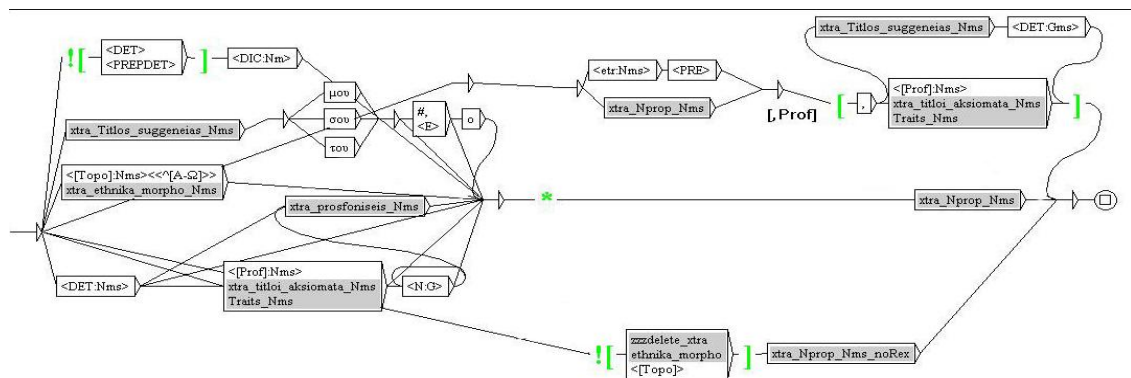 xtra_Titlos_suggeneias_Nms
<DET:Gms>
![
<DET>
<PREPDET>
]
<DIC:Nm>
<etr:Nms>
<PRE>
xtra_Nprop_Nms
[,Prof]
[
,
<[Prof]:Nms>
xtra_titloi_aksiomata_Nms
Traits_Nms
]
xtra_Titlos_suggeneias_Nms
μου
σου
του
#,
<E>
ο
<[Topo]:Nms><<^[Α-Ω]>>
xtra_ethnika_morpho_Nms
xtra_prosfoniseis_Nms
*
xtra_Nprop_Nms
<DET:Nms>
<[Prof]:Nms>
xtra_titloi_aksiomata_Nms
Traits_Nms
<N:G>
![
zzzdelete_xtra
ethnika_morpho
<[Topo]>
]
xtra_Nprop_Nms_noRex